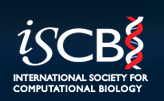 iSCB
INTERNATIONAL SOCIETY FOR
COMPUTATIONAL BIOLOGY